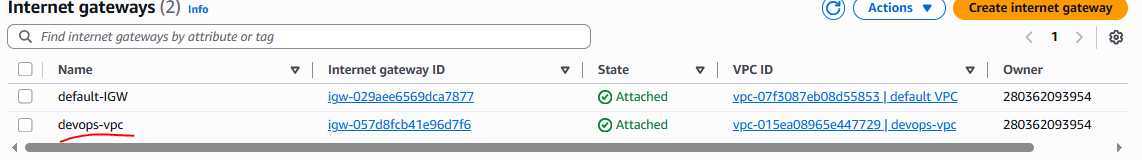 Internet gateways (2) Info Actions Create internet gateway
Find internet gateways by attribute or tag 1
Name Internet gateway ID State VPC ID Owner
default-IGW igw-029aee6569dca7877 Attached vpc-07f3087eb08d55853 | default VPC 280362093954
devops-vpc igw-057d8fcb41e96d7f6 Attached vpc-015ea08965e447729 | devops-vpc 280362093954